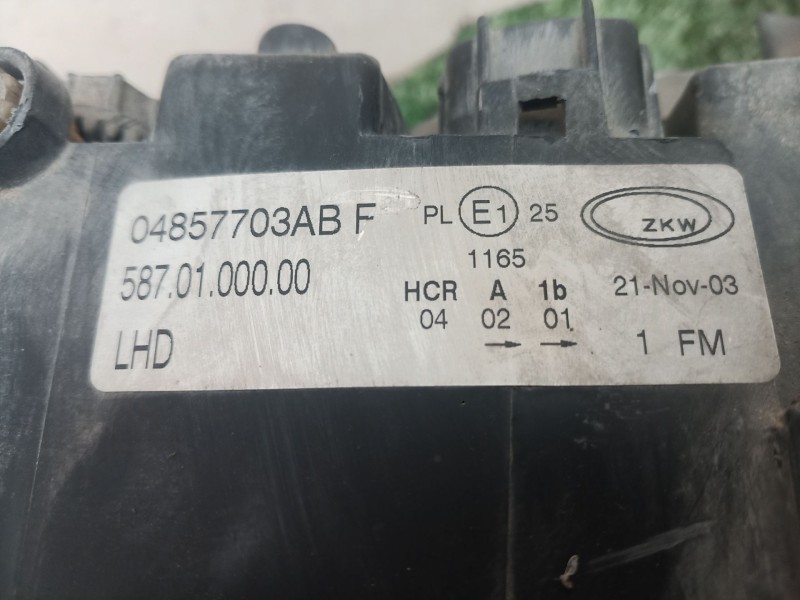 04857703AB F
587.01.000.00
LHD
PL E1 25
1165
HCR A 1b
04 02 01
→ →
ZKW
21-Nov-03
1 FM